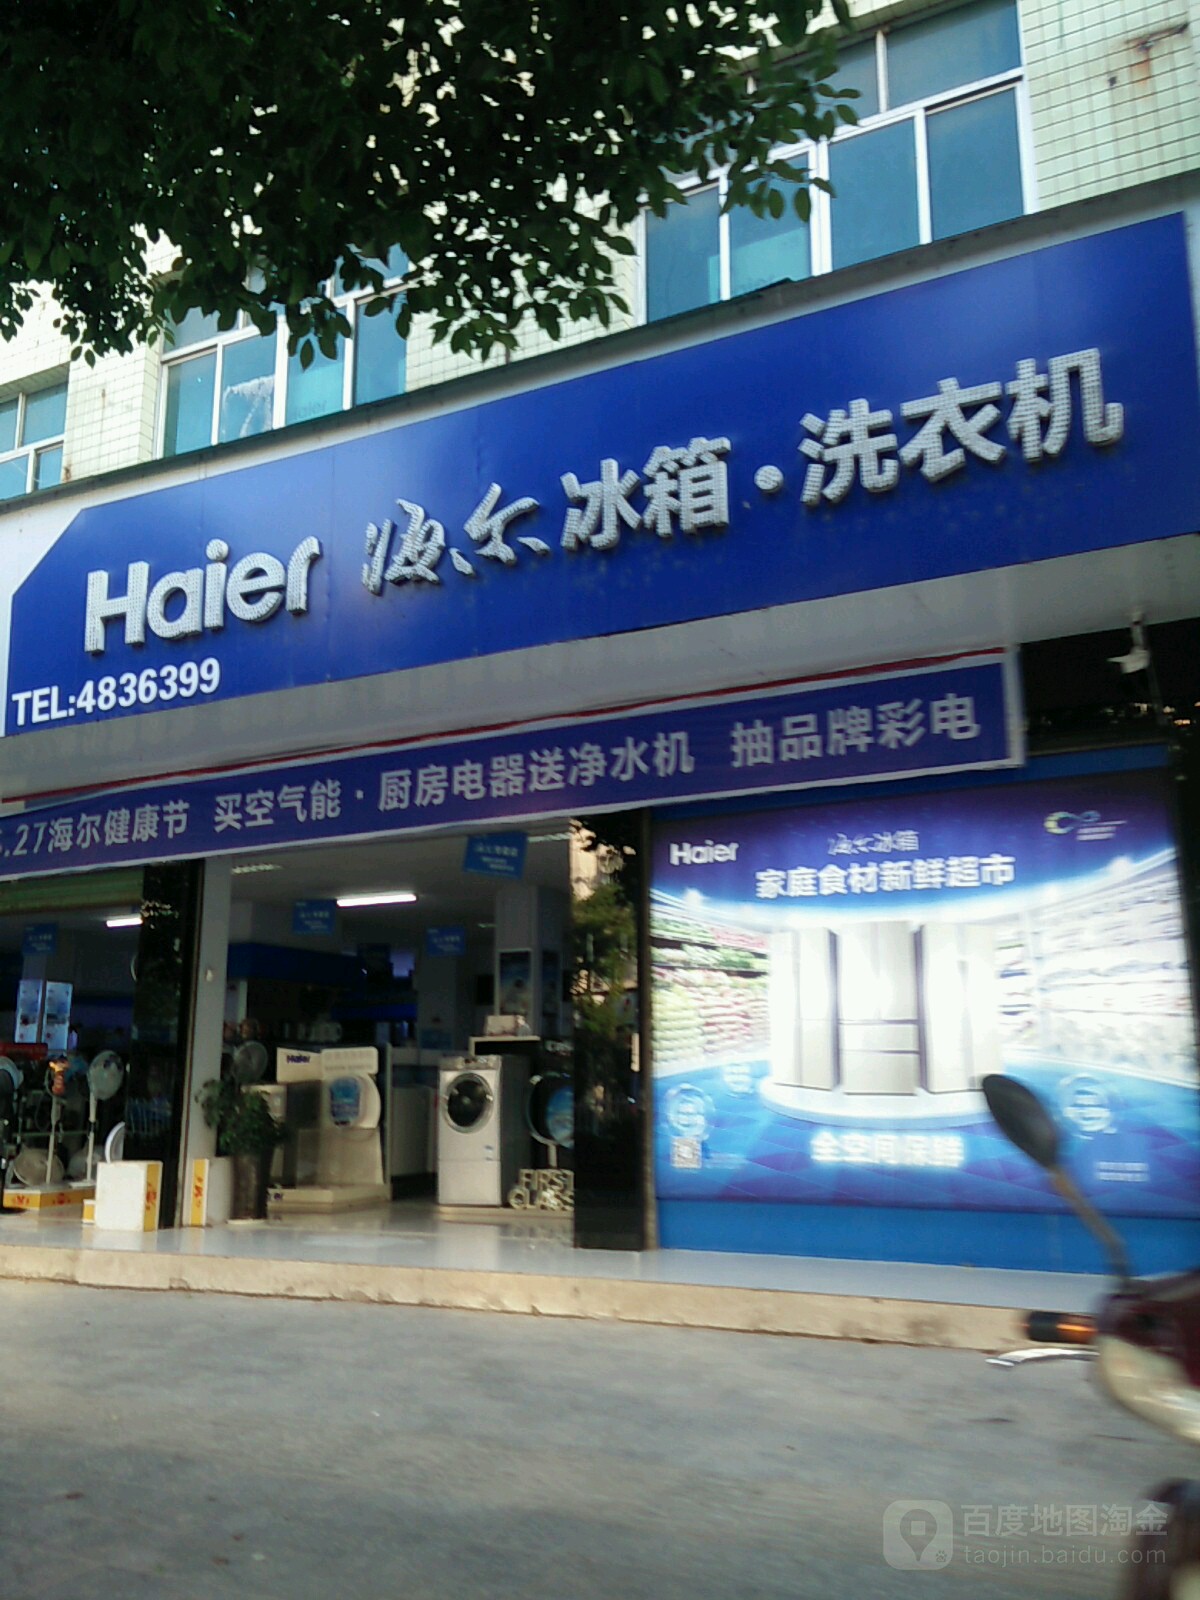 Haier 海尔 冰箱·洗衣机
TEL:4836399
.27海尔健康节 买空气能·厨房电器送净水机 抽品牌彩电
Haier
海尔冰箱
家庭食材新鲜超市
全空间保鲜
Haier
FIRST
CLASS
百度地图淘金
taojin.baidu.com